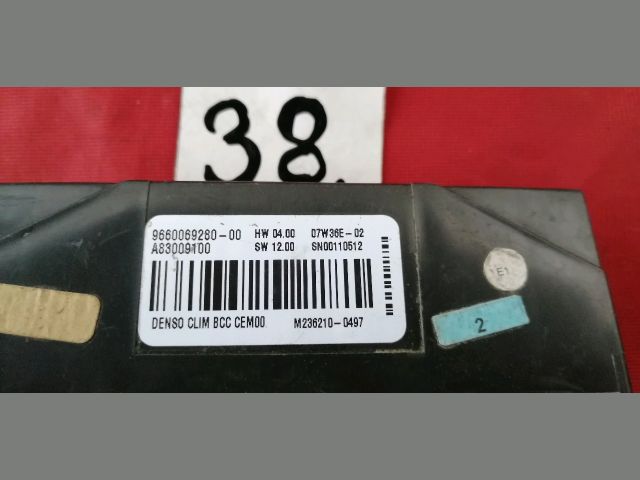 38.
9660069280-00 HW 04.00 07W36E-02
A83009100 SW 12.00 SN00110512
DENSO CLIM BCC CEM00 M236210-0497
E1
2